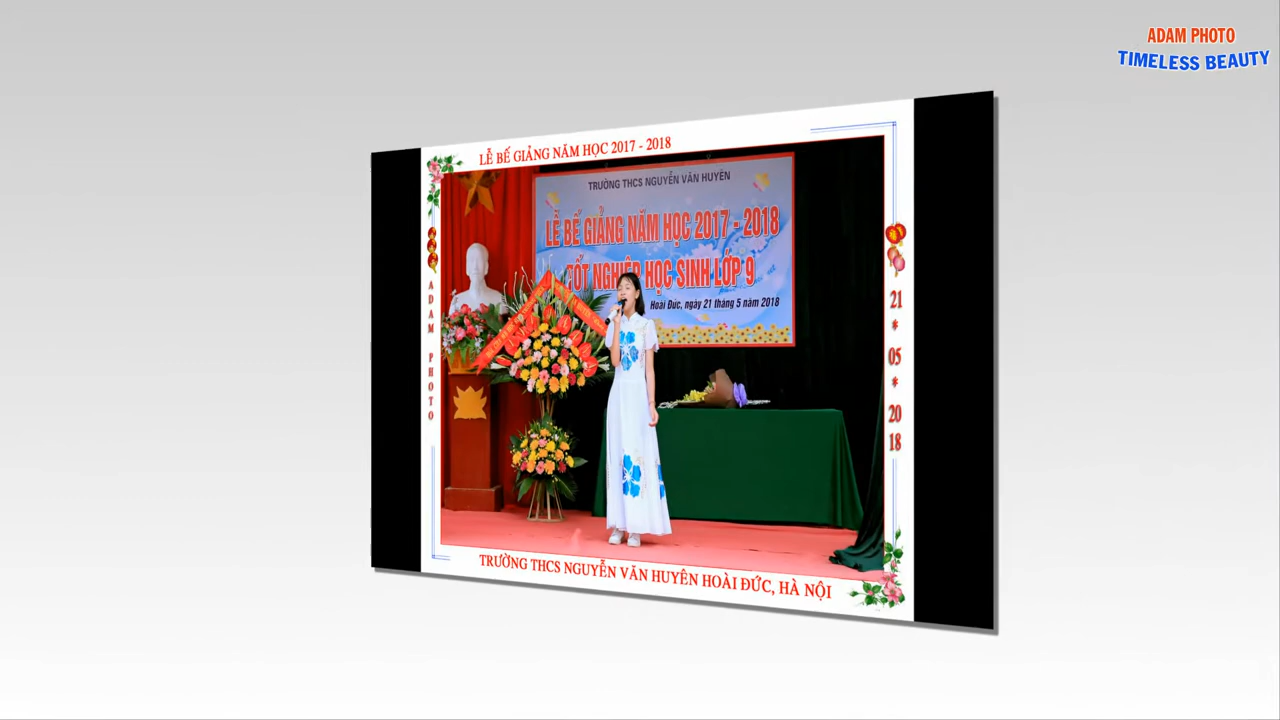 ADAM PHOTO
TIMELESS BEAUTY
LỄ BẾ GIẢNG NĂM HỌC 2017 - 2018
TRƯỜNG THCS NGUYỄN VĂN HUYÊN
LỄ BẾ GIẢNG NĂM HỌC 2017 - 2018
TỐT NGHIỆP HỌC SINH LỚP 9
Hoài Đức, ngày 21 tháng 5 năm 2018
ADAM PHOTO
21 * 05 * 2018
TRƯỜNG THCS NGUYỄN VĂN HUYÊN HOÀI ĐỨC, HÀ NỘI